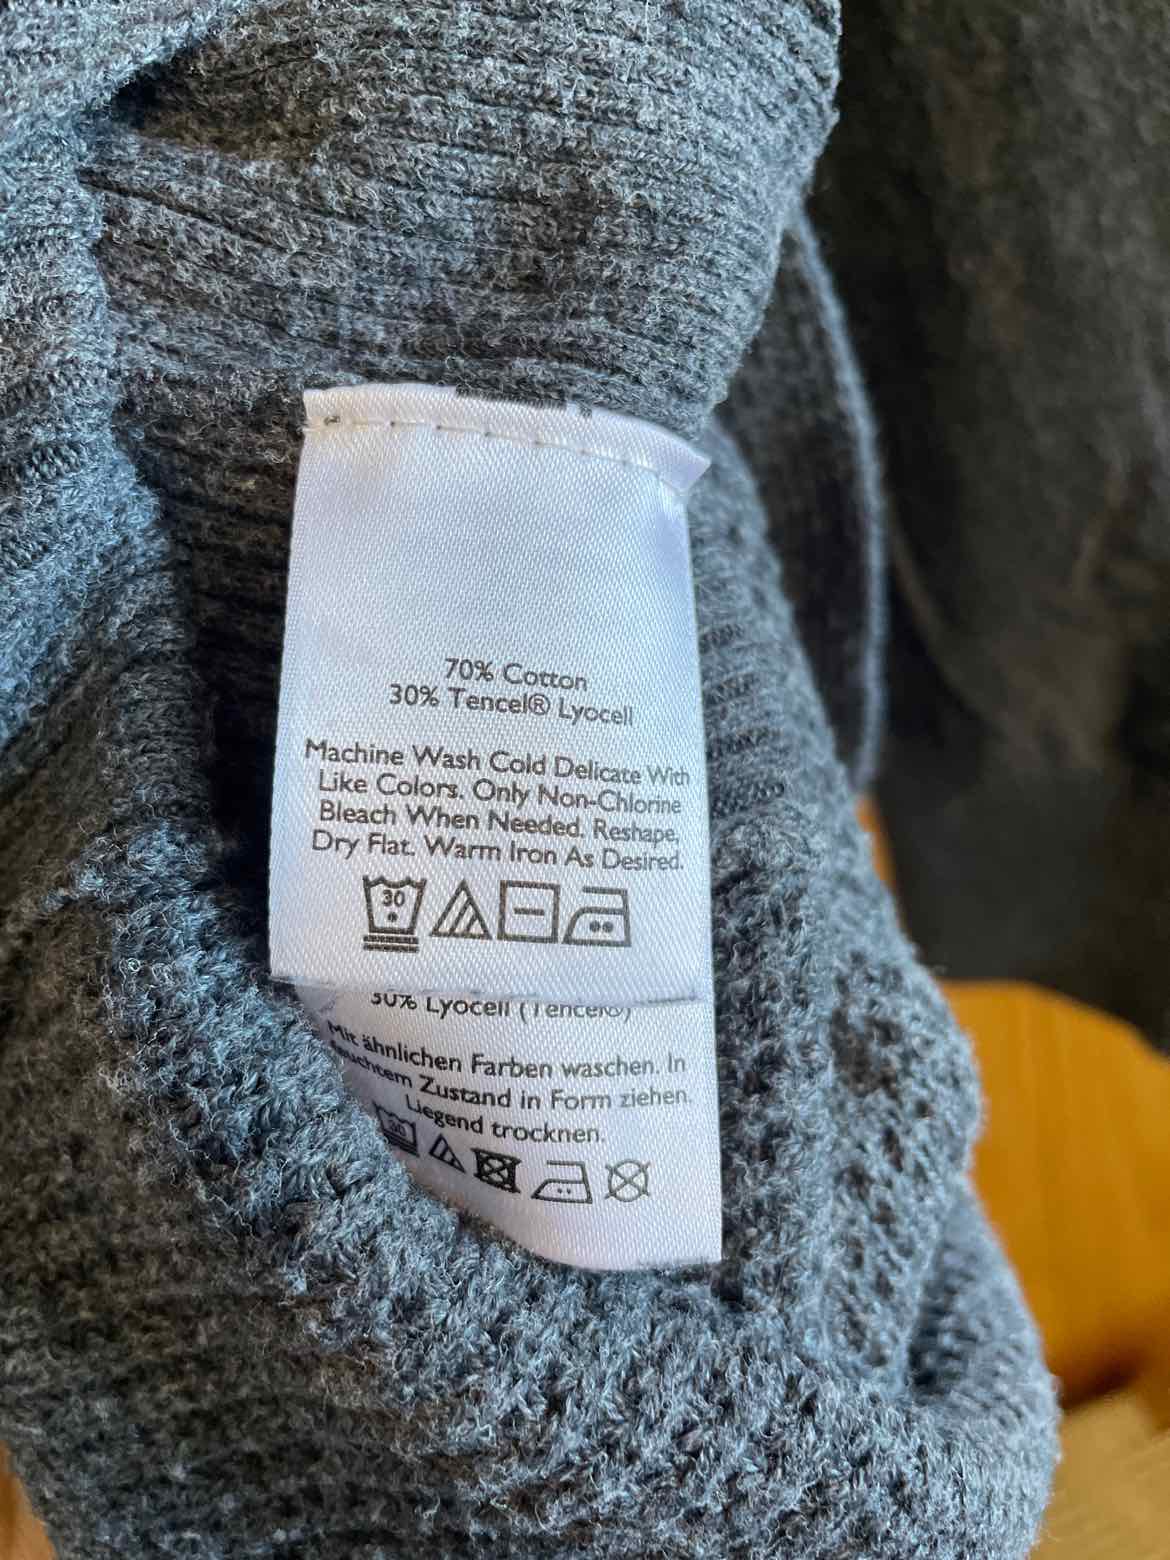 70% Cotton
30% Tencel® Lyocell
Machine Wash Cold Delicate With
Like Colors. Only Non-Chlorine
Bleach When Needed. Reshape,
Dry Flat. Warm Iron As Desired.
30
30% Lyocell (Tencel®)
Mit ähnlichen Farben waschen. In
feuchtem Zustand in Form ziehen.
Liegend trocknen.
30